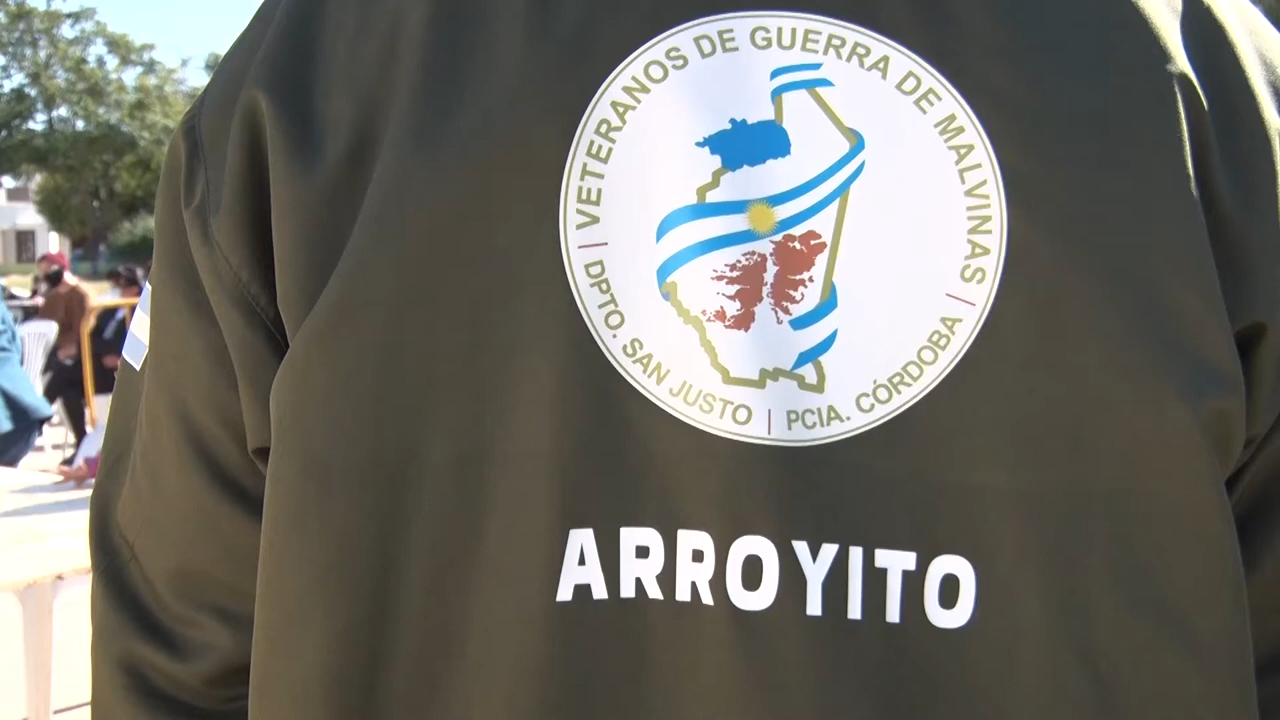 VETERANOS DE GUERRA DE MALVINAS
| DPTO. SAN JUSTO | PCIA. CÓRDOBA |
ARROYITO